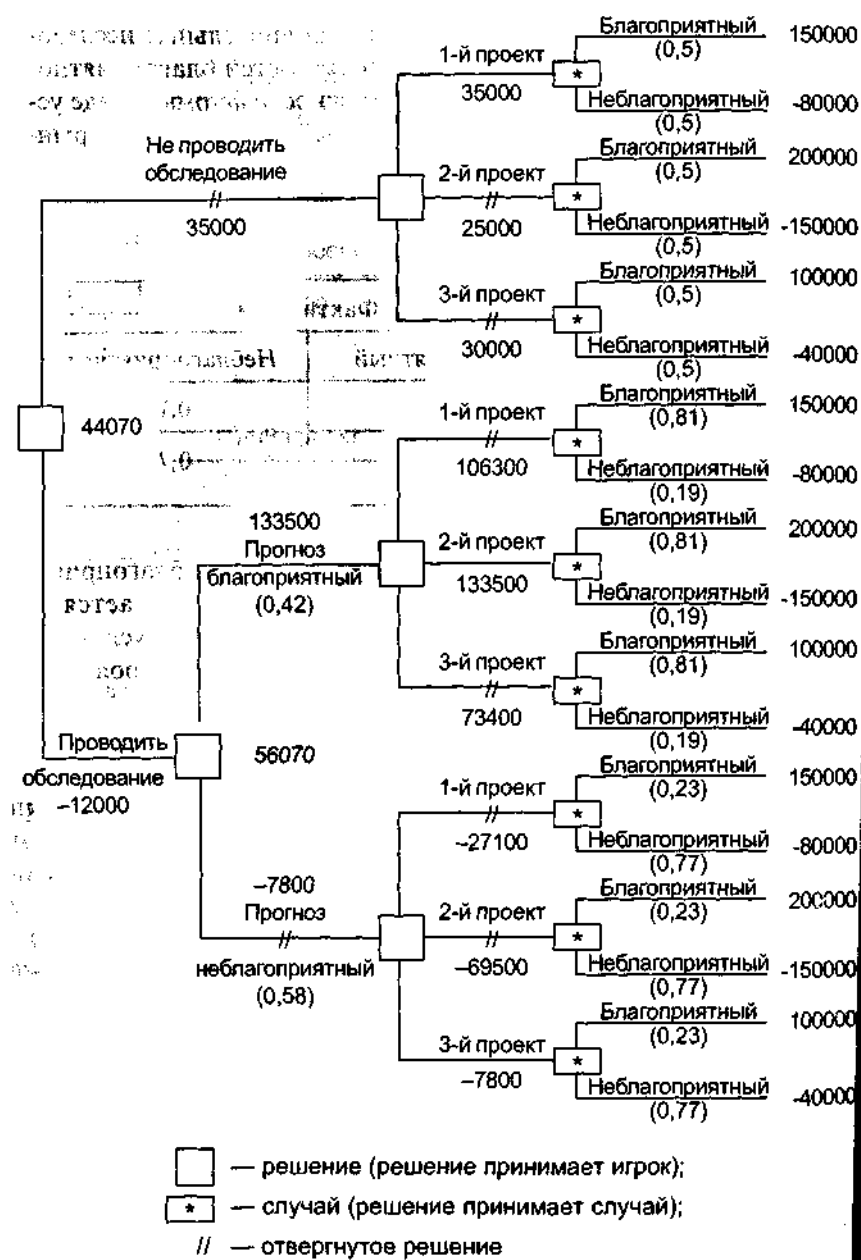 Благоприятный 150000
(0,5)
1-й проект
*
35000
Неблагоприятный -80000
(0,5)
Не проводить
обследование
//
35000
Благоприятный 200000
(0,5)
2-й проект
// *
25000
Неблагоприятный -150000
(0,5)
Благоприятный 100000
(0,5)
3-й проект
// *
30000
Неблагоприятный -40000
(0,5)
44070
Благоприятный 150000
(0,81)
1-й проект
// *
106300
Неблагоприятный -80000
(0,19)
133500
Прогноз
благоприятный
(0,42)
Благоприятный 200000
(0,81)
2-й проект
*
133500
Неблагоприятный -150000
(0,19)
Благоприятный 100000
(0,81)
3-й проект
// *
73400
Неблагоприятный -40000
(0,19)
Проводить
обследование
–12000
56070
Благоприятный 150000
(0,23)
1-й проект
// *
–27100
Неблагоприятный -80000
(0,77)
–7800
Прогноз
//
неблагоприятный
(0,58)
Благоприятный 200000
(0,23)
2-й проект
// *
–69500
Неблагоприятный -150000
(0,77)
Благоприятный 100000
(0,23)
3-й проект
*
–7800
Неблагоприятный -40000
(0,77)
— решение (решение принимает игрок);
* — случай (решение принимает случай);
// — отвергнутое решение